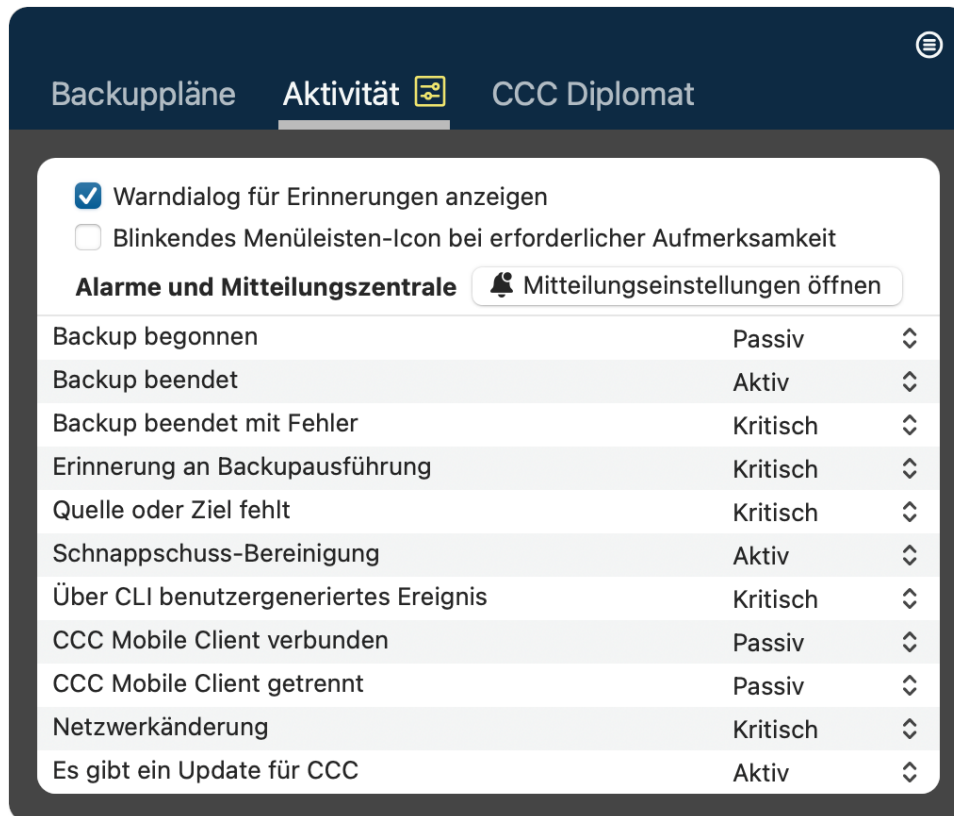 Backuppläne Aktivität CCC Diplomat
Warndialog für Erinnerungen anzeigen
Blinkendes Menüleisten-Icon bei erforderlicher Aufmerksamkeit
Alarme und Mitteilungszentrale Mitteilungseinstellungen öffnen
Backup begonnen Passiv
Backup beendet Aktiv
Backup beendet mit Fehler Kritisch
Erinnerung an Backupausführung Kritisch
Quelle oder Ziel fehlt Kritisch
Schnappschuss-Bereinigung Aktiv
Über CLI benutzergeneriertes Ereignis Kritisch
CCC Mobile Client verbunden Passiv
CCC Mobile Client getrennt Passiv
Netzwerkänderung Kritisch
Es gibt ein Update für CCC Aktiv